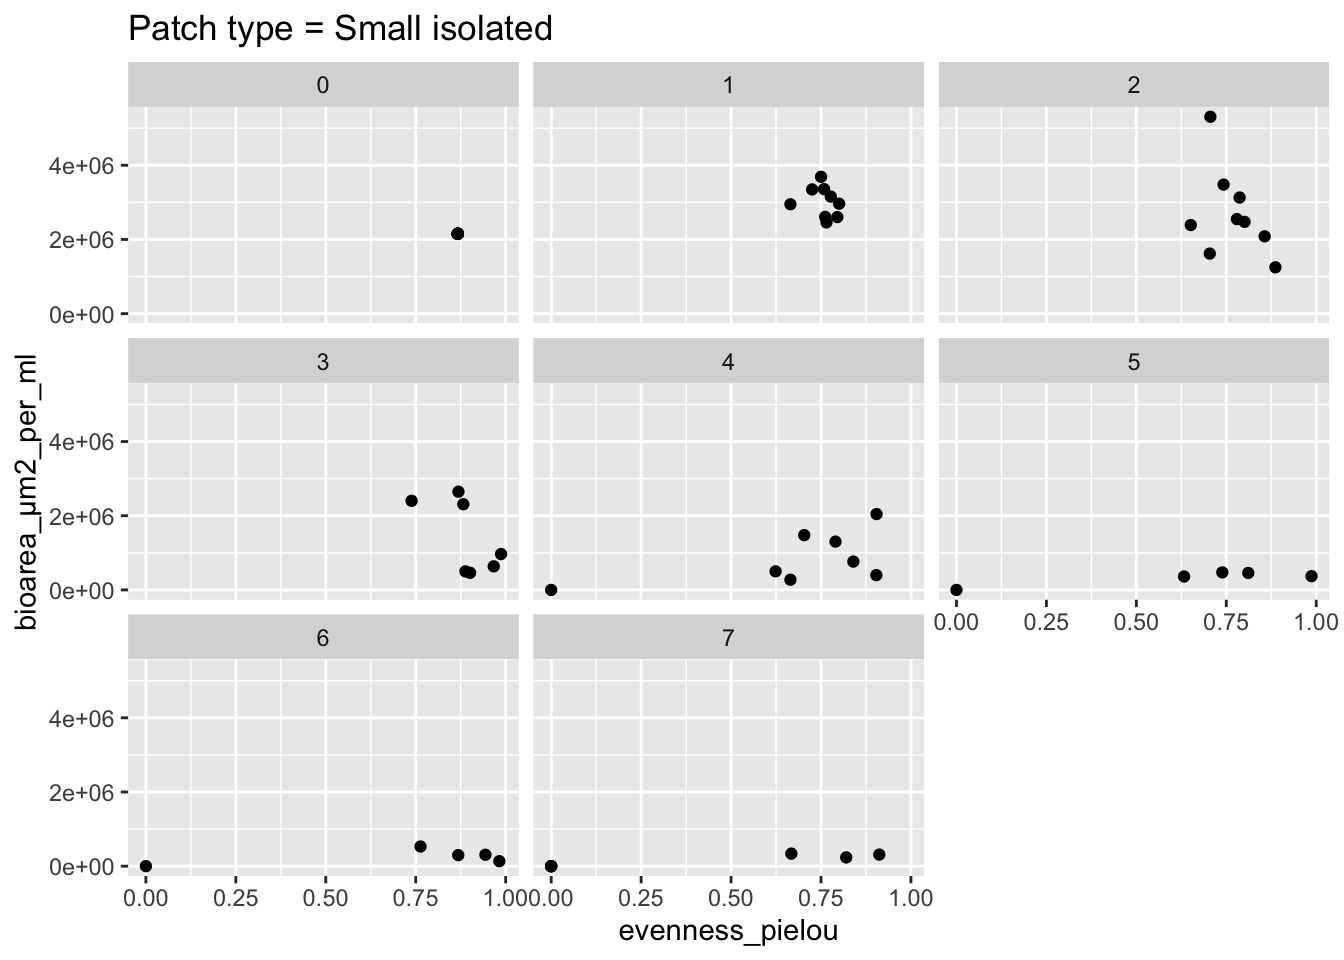 Patch type = Small isolated
0 1 2
4e+06
2e+06
0e+00
3 4 5
4e+06
2e+06
0e+00
0.00 0.25 0.50 0.75 1.00
6 7
4e+06
2e+06
0e+00
0.00 0.25 0.50 0.75 1.00 0.00 0.25 0.50 0.75 1.00
evenness_pielou
bioarea_µm2_per_ml